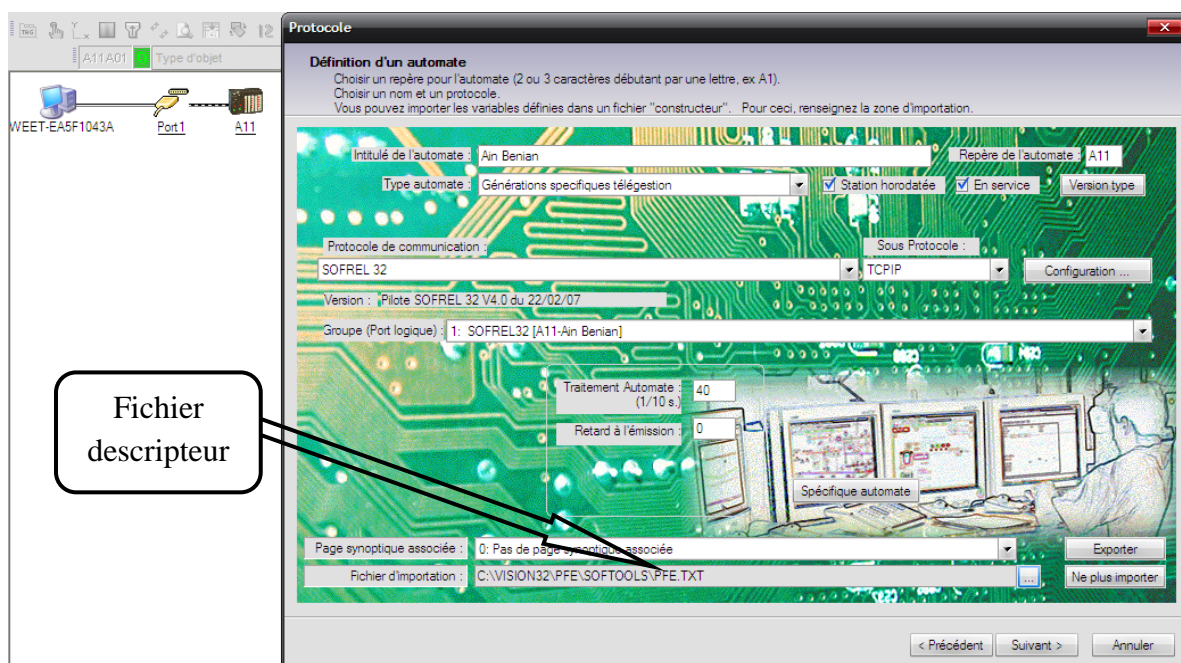 Protocole
A11A01 Type d'objet
WEET-EA5F1043A Port1 A11
Définition d'un automate
Choisir un repère pour l'automate (2 ou 3 caractères débutant par une lettre, ex A1).
Choisir un nom et un protocole.
Vous pouvez importer les variables définies dans un fichier "constructeur". Pour ceci, renseignez la zone d'importation.
Intitulé de l'automate : Ain Benian Repère de l'automate : A11
Type automate : Générations specifiques télégestion Station horodatée En service Version type
Protocole de communication : Sous Protocole :
SOFREL 32 TCPIP Configuration ...
Version : Pilote SOFREL 32 V4.0 du 22/02/07
Groupe (Port logique) : 1: SOFREL32 [A11-Ain Benian]
Traitement Automate : 40
(1/10 s.)
Retard à l'émission : 0
Fichier
descripteur
Spécifique automate
Page synoptique associée : 0: Pas de page synoptique associée Exporter
Fichier d'importation : C:\VISION32\PFE\SOFTOOLS\PFE.TXT ... Ne plus importer
< Précédent Suivant > Annuler